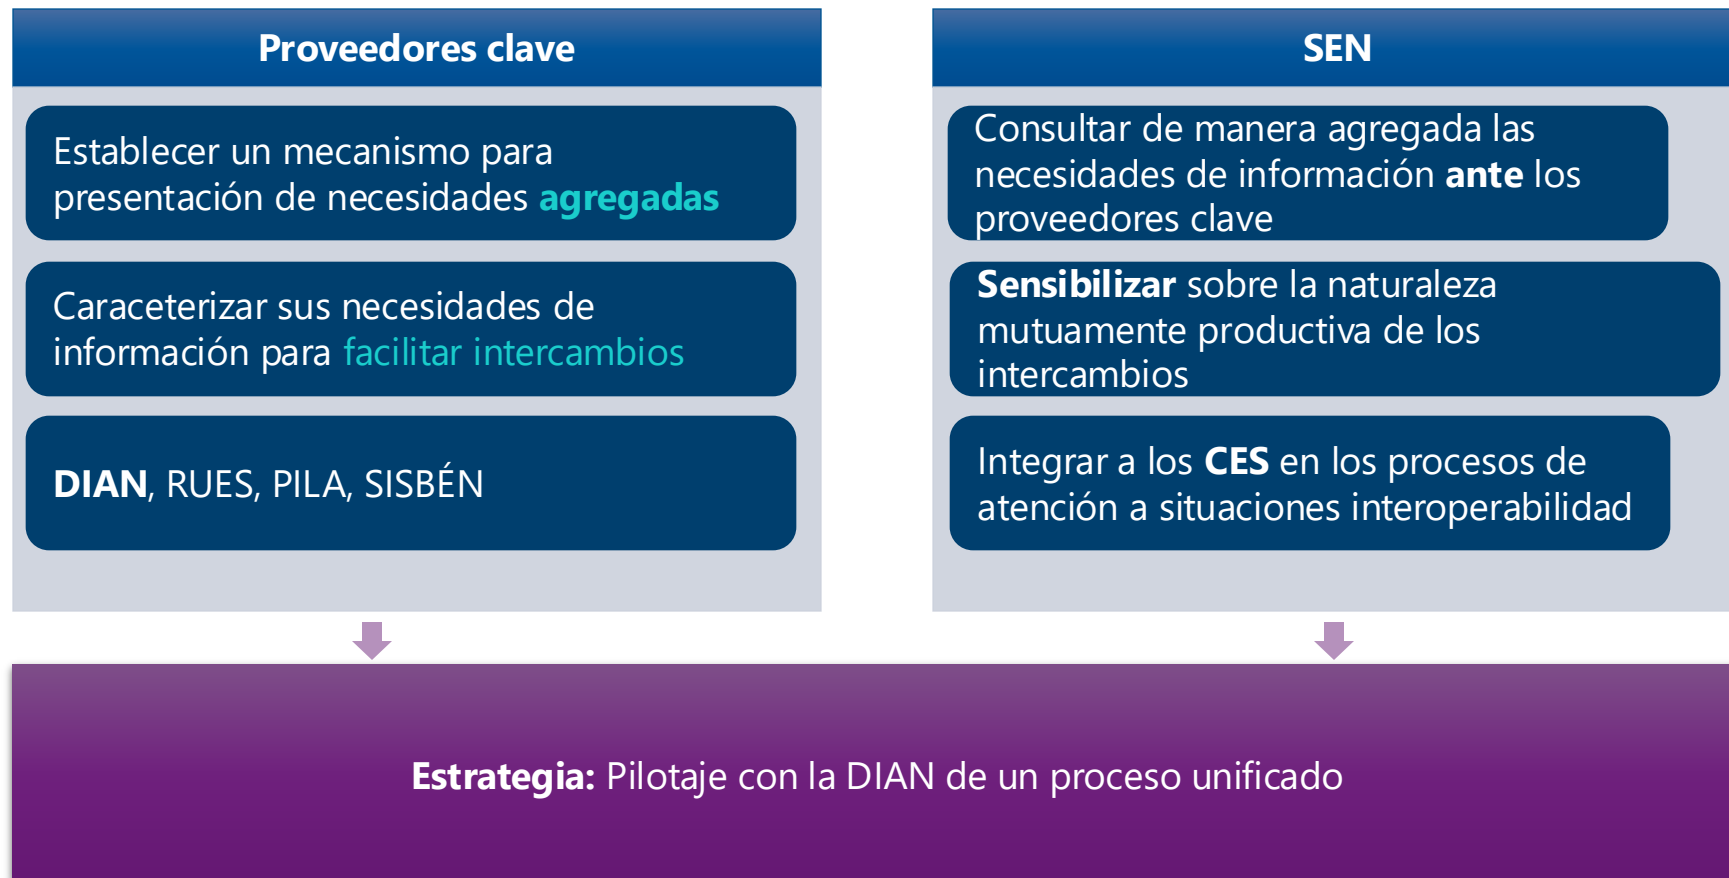 Proveedores clave
Establecer un mecanismo para
presentación de necesidades agregadas
Caraceterizar sus necesidades de
información para facilitar intercambios
DIAN, RUES, PILA, SISBÉN
SEN
Consultar de manera agregada las
necesidades de información ante los
proveedores clave
Sensibilizar sobre la naturaleza
mutuamente productiva de los
intercambios
Integrar a los CES en los procesos de
atención a situaciones interoperabilidad
Estrategia: Pilotaje con la DIAN de un proceso unificado